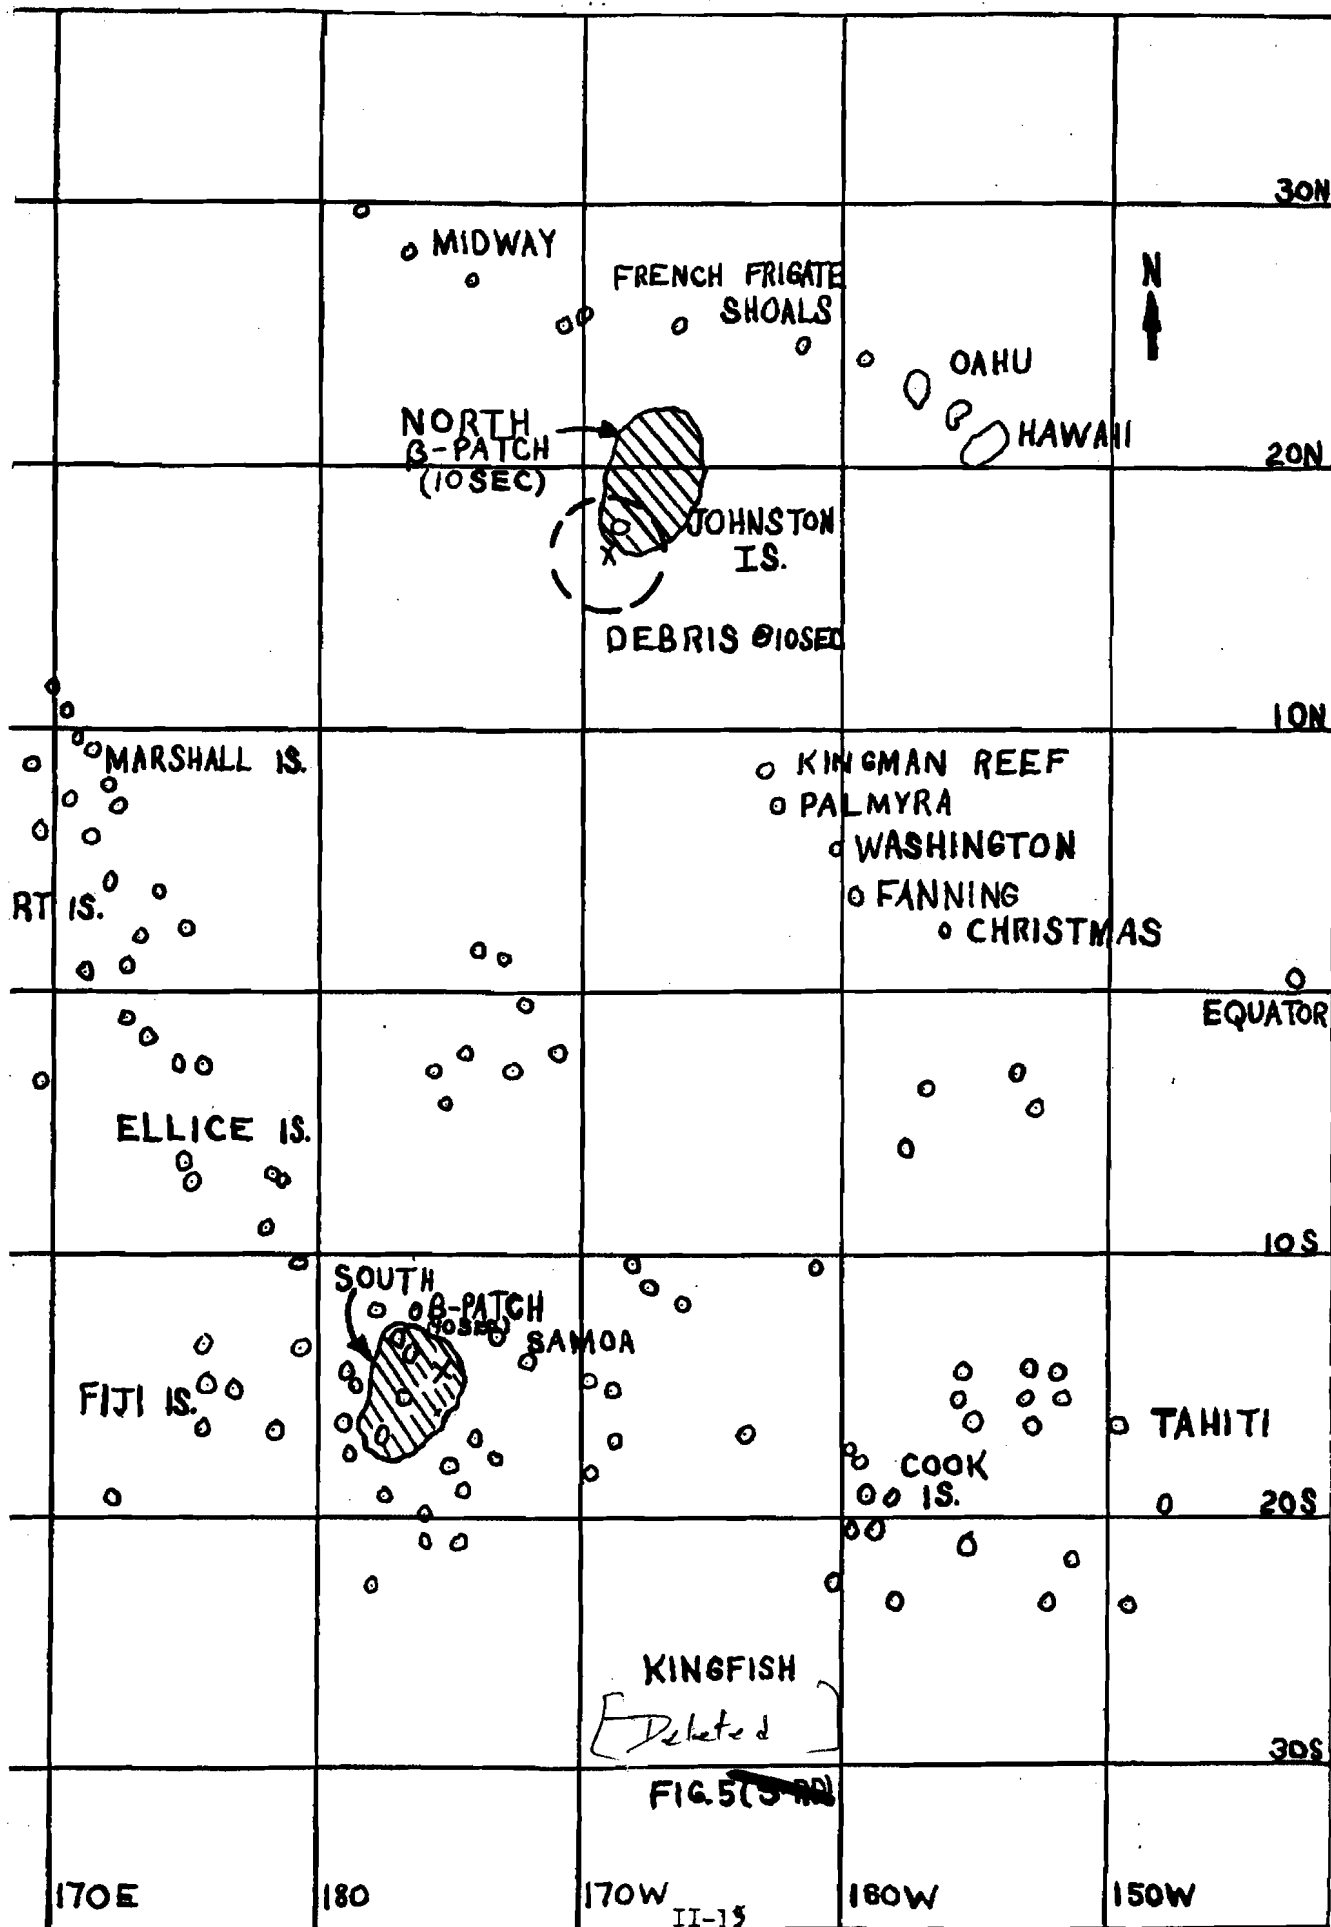 30N
MIDWAY
FRENCH FRIGATE
SHOALS
N
OAHU
HAWAII
NORTH
β-PATCH
(10SEC)
20N
JOHNSTON
IS.
X
DEBRIS @10SEC
10N
MARSHALL IS.
KINGMAN REEF
PALMYRA
WASHINGTON
FANNING
RT IS.
CHRISTMAS
EQUATOR
ELLICE IS.
10S
SOUTH
β-PATCH
(10SEC)
SAMOA
X
FIJI IS.
TAHITI
COOK
IS.
20S
KINGFISH
[Deleted]
30S
FIG.5
170E
180
170W
160W
150W
II-15